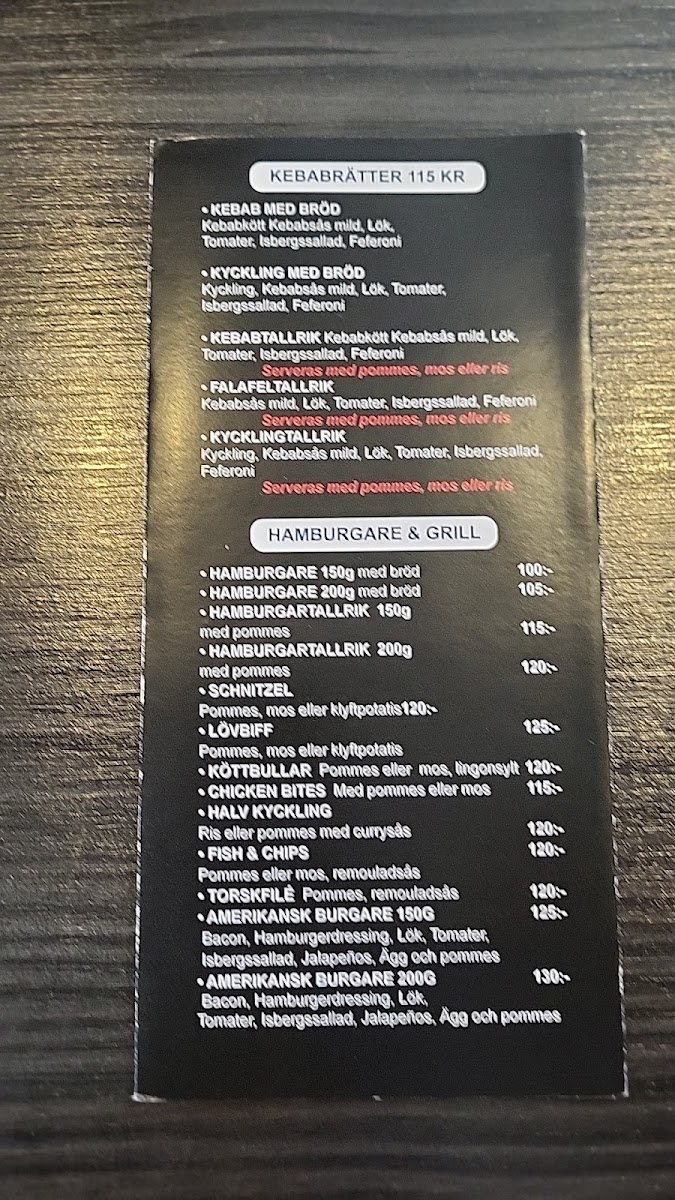 KEBABRÄTTER 115 KR
• KEBAB MED BRÖD
Kebabkött Kebabsås mild, Lök,
Tomater, Isbergssallad, Feferoni
• KYCKLING MED BRÖD
Kyckling, Kebabsås mild, Lök, Tomater,
Isbergssallad, Feferoni
• KEBABTALLRIK Kebabkött Kebabsås mild, Lök,
Tomater, Isbergssallad, Feferoni
Serveras med pommes, mos eller ris
• FALAFELTALLRIK
Kebabsås mild, Lök, Tomater, Isbergssallad, Feferoni
Serveras med pommes, mos eller ris
• KYCKLINGTALLRIK
Kyckling, Kebabsås mild, Lök, Tomater, Isbergssallad,
Feferoni
Serveras med pommes, mos eller ris
HAMBURGARE & GRILL
• HAMBURGARE 150g med bröd 100:-
• HAMBURGARE 200g med bröd 105:-
• HAMBURGARTALLRIK 150g
med pommes 115:-
• HAMBURGARTALLRIK 200g
med pommes 120:-
• SCHNITZEL
Pommes, mos eller klyftpotatis120:-
• LÖVBIFF 125:-
Pommes, mos eller klyftpotatis
• KÖTTBULLAR Pommes eller mos, lingonsylt 120:-
• CHICKEN BITES Med pommes eller mos 115:-
• HALV KYCKLING
Ris eller pommes med currysås 120:-
• FISH & CHIPS 120:-
Pommes eller mos, remouladsås
• TORSKFILÈ Pommes, remouladsås 120:-
• AMERIKANSK BURGARE 150G 125:-
Bacon, Hamburgerdressing, Lök, Tomater,
Isbergssallad, Jalapeños, Ägg och pommes
• AMERIKANSK BURGARE 200G 130:-
Bacon, Hamburgerdressing, Lök,
Tomater, Isbergssallad, Jalapeños, Ägg och pommes